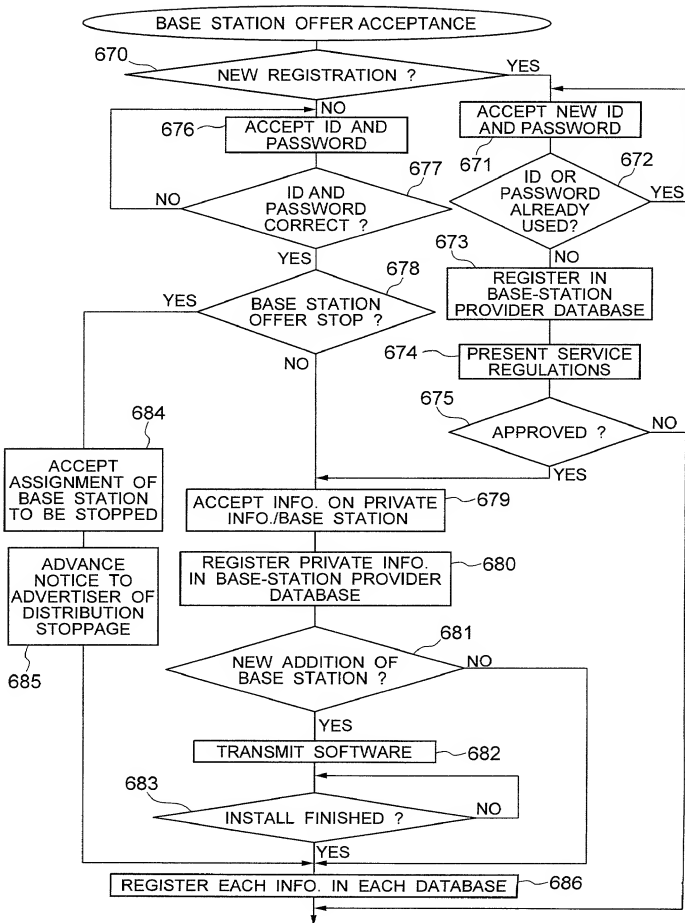 BASE STATION OFFER ACCEPTANCE
670
NEW REGISTRATION ?
YES
NO
676
ACCEPT ID AND
PASSWORD
ACCEPT NEW ID
AND PASSWORD
671
672
677
NO
ID AND
PASSWORD
CORRECT ?
ID OR
PASSWORD
ALREADY
USED?
YES
YES
678
673
NO
YES
BASE STATION
OFFER STOP ?
REGISTER IN
BASE-STATION
PROVIDER DATABASE
NO
674
PRESENT SERVICE
REGULATIONS
675
684
APPROVED ?
NO
YES
ACCEPT
ASSIGNMENT OF
BASE STATION
TO BE STOPPED
ACCEPT INFO. ON PRIVATE
INFO./BASE STATION
679
ADVANCE
NOTICE TO
ADVERTISER OF
DISTRIBUTION
STOPPAGE
685
REGISTER PRIVATE INFO.
IN BASE-STATION PROVIDER
DATABASE
680
681
NEW ADDITION OF
BASE STATION ?
NO
YES
TRANSMIT SOFTWARE
682
683
INSTALL FINISHED ?
NO
YES
REGISTER EACH INFO. IN EACH DATABASE
686